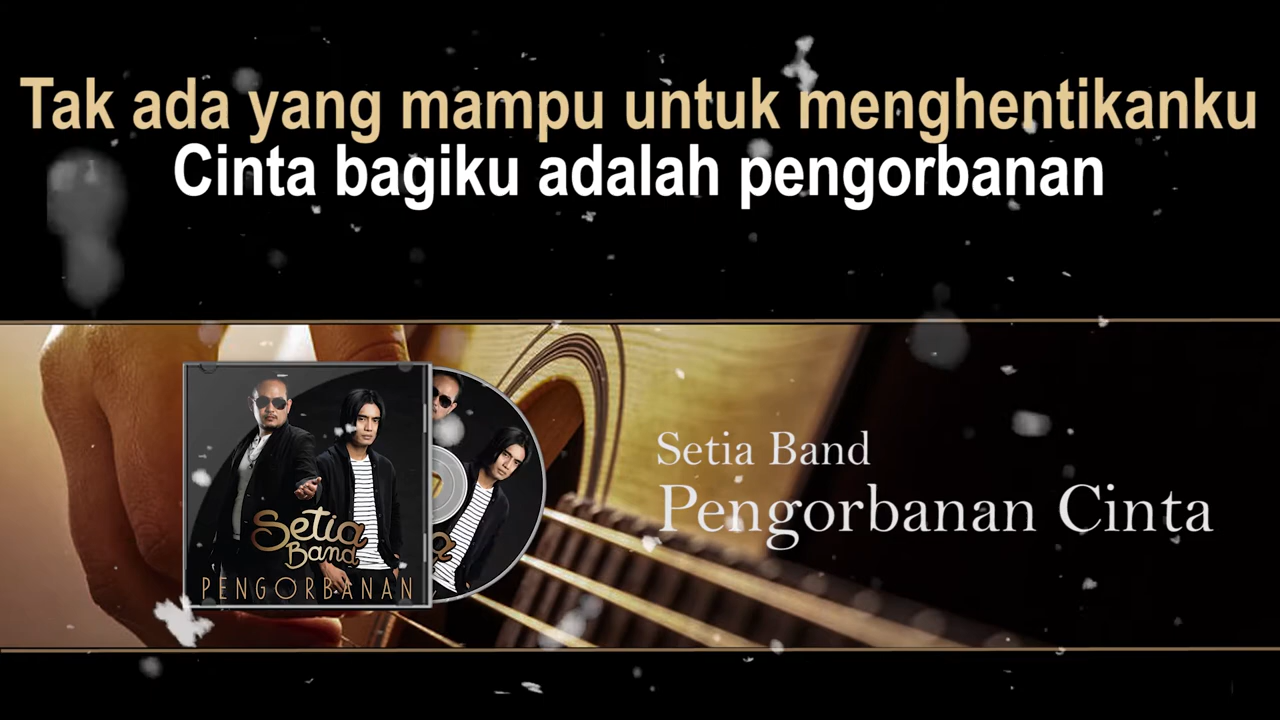 Tak ada yang mampu untuk menghentikanku
Cinta bagiku adalah pengorbanan
Setia Band
Pengorbanan Cinta
Setia
Band
PENGORBANAN